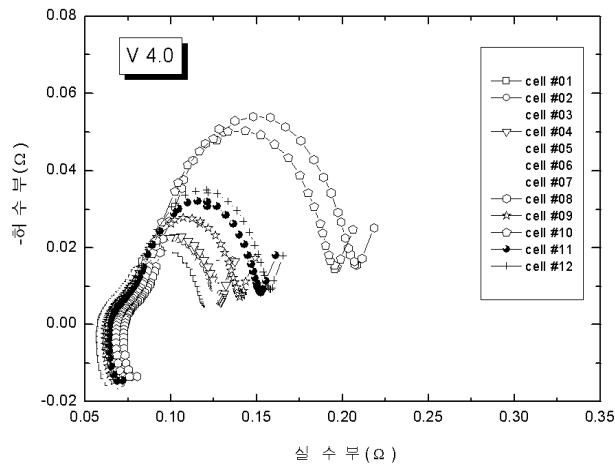 0.08
0.06
0.04
0.02
0.00
-0.02
-허수부(Ω)
V 4.0
cell #01
cell #02
cell #03
cell #04
cell #05
cell #06
cell #07
cell #08
cell #09
cell #10
cell #11
cell #12
0.05 0.10 0.15 0.20 0.25 0.30 0.35
실 수 부(Ω)